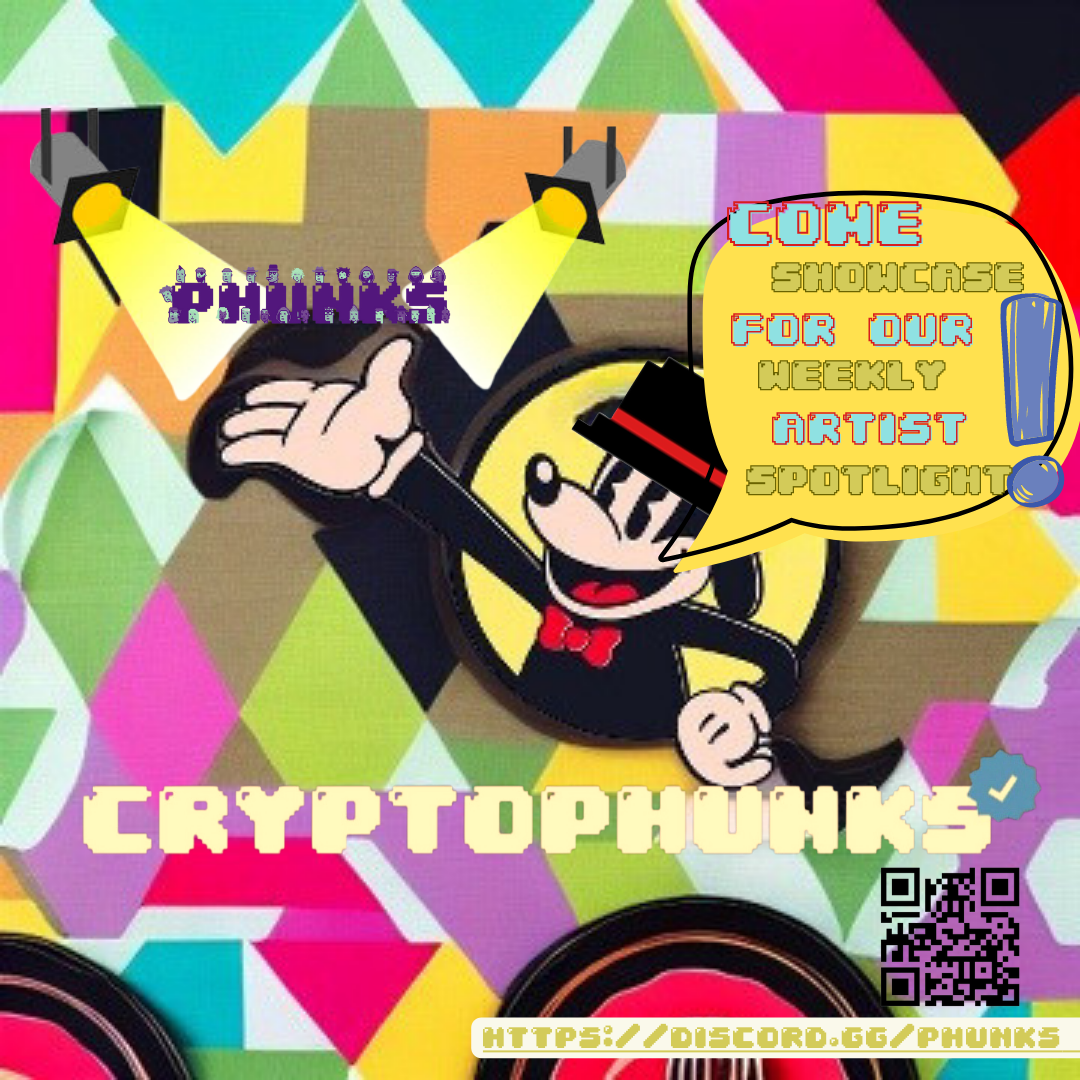 COME
SHOWCASE
PHUNKS
FOR OUR
WEEKLY
ARTIST
SPOTLIGHT
!
CRYPTOPHUNKS
HTTPS://DISCORD.GG/PHUNKS